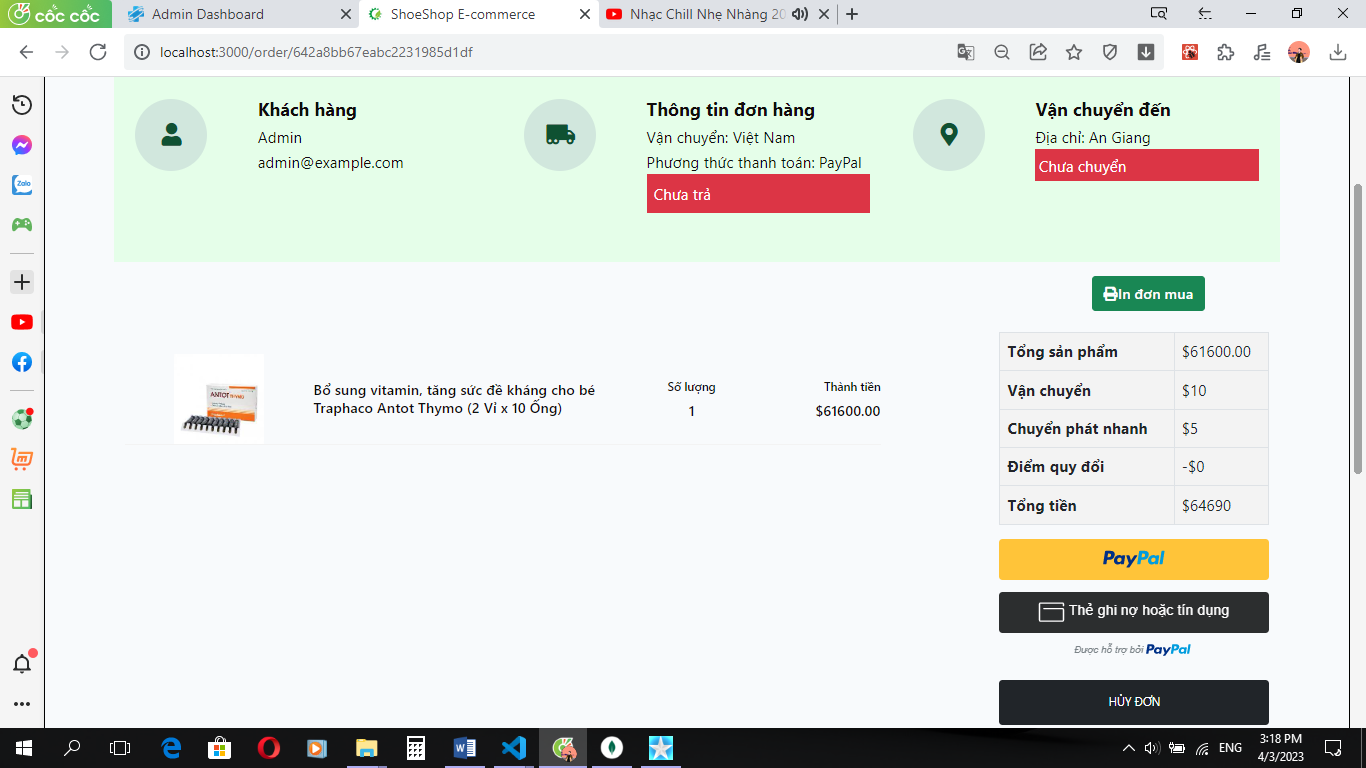 cốc cốc
Admin Dashboard
ShoeShop E-commerce
Nhạc Chill Nhẹ Nhàng 20
localhost:3000/order/642a8bb67eabc2231985d1df
Zalo
Khách hàng
Admin
admin@example.com
Thông tin đơn hàng
Vận chuyển: Việt Nam
Phương thức thanh toán: PayPal
Chưa trả
Vận chuyển đến
Địa chỉ: An Giang
Chưa chuyển
In đơn mua
ANTOT THYMO
Bổ sung vitamin, tăng sức đề kháng cho bé
Traphaco Antot Thymo (2 Vỉ x 10 Ống)
Số lượng
1
Thành tiền
$61600.00
Tổng sản phẩm $61600.00
Vận chuyển $10
Chuyển phát nhanh $5
Điểm quy đổi -$0
Tổng tiền $64690
PayPal
Thẻ ghi nợ hoặc tín dụng
Được hỗ trợ bởi PayPal
HỦY ĐƠN
ENG
3:18 PM
4/3/2023